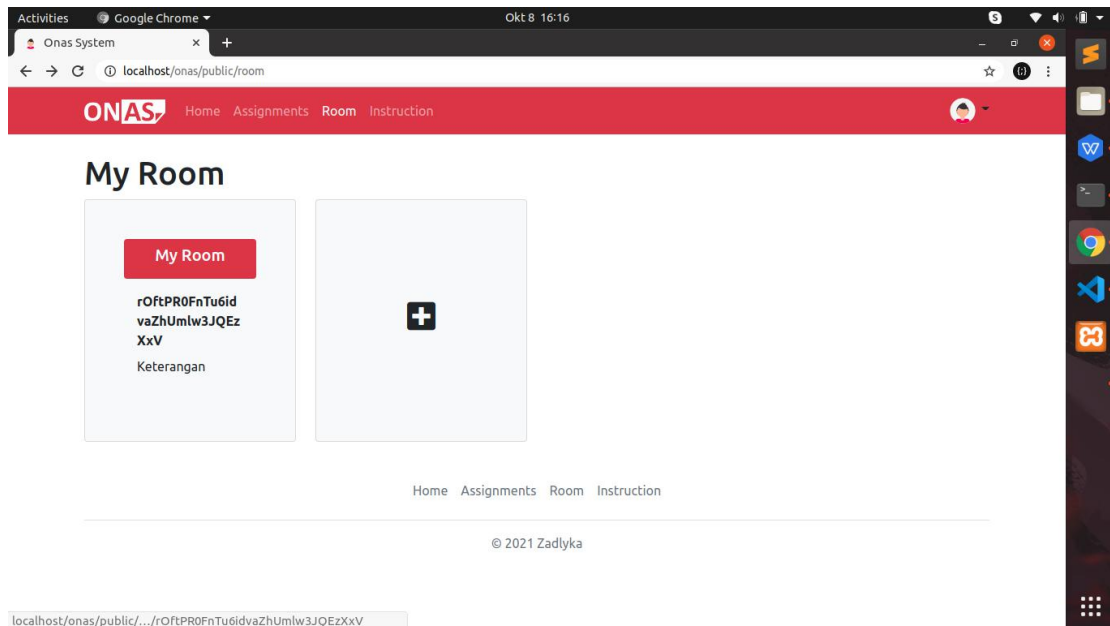 Activities Google Chrome Okt 8 16:16
Onas System
localhost/onas/public/room
ONAS Home Assignments Room Instruction
My Room
My Room
rOftPR0FnTu6id
vaZhUmlw3JQEz
XxV
Keterangan
Home Assignments Room Instruction
© 2021 Zadlyka
localhost/onas/public/.../rOftPR0FnTu6idvaZhUmlw3JQEzXxV